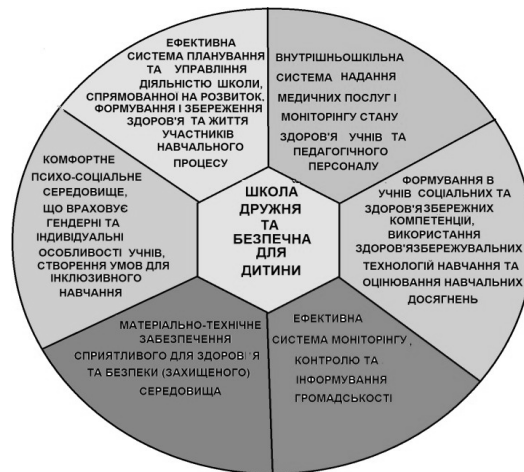 ЕФЕКТИВНА
СИСТЕМА ПЛАНУВАННЯ
ТА УПРАВЛІННЯ
ДІЯЛЬНІСТЮ ШКОЛИ,
СПРЯМОВАННОЇ НА РОЗВИТОК.
ФОРМУВАННЯ І ЗБЕРЕЖЕННЯ
ЗДОРОВ'Я ТА ЖИТТЯ
УЧАСТНИКІВ
НАВЧАЛЬНОГО
ПРОЦЕСУ
ВНУТРІШНЬОШКІЛЬНА
СИСТЕМА НАДАННЯ
МЕДИЧНИХ ПОСЛУГ І
МОНІТОРІНГУ СТАНУ
ЗДОРОВ'Я УЧНІВ ТА
ПЕДАГОГІЧНОГО
ПЕРСОНАЛУ
ФОРМУВАННЯ В
УЧНІВ СОЦІАЛЬНИХ ТА
ЗДОРОВ'ЯЗБЕРЕЖНИХ
КОМПЕТЕНЦІЙ,
ВИКОРИСТАННЯ
ЗДОРОВ'ЯЗБЕРЕЖУВАЛЬНИХ
ТЕХНОЛОГІЙ НАВЧАННЯ ТА
ОЦІНЮВАННЯ НАВЧАЛЬНИХ
ДОСЯГНЕНЬ
ЕФЕКТИВНА
СИСТЕМА МОНІТОРІНГУ,
КОНТРОЛЮ ТА
ІНФОРМУВАННЯ
ГРОМАДСЬКОСТІ
МАТЕРІАЛЬНО-ТЕХНІЧНЕ
ЗАБЕЗПЕЧЕННЯ
СПРИЯТЛИВОГО ДЛЯ ЗДОРОВ'Я
ТА БЕЗПЕКИ (ЗАХИЩЕНОГО)
СЕРЕДОВИЩА
КОМФОРТНЕ
ПСИХО-СОЦІАЛЬНЕ
СЕРЕДОВИЩЕ,
ЩО ВРАХОВУЄ
ГЕНДЕРНІ ТА
ІНДИВІДУАЛЬНІ
ОСОБЛИВОСТІ УЧНІВ,
СТВОРЕННЯ УМОВ ДЛЯ
ІНКЛЮЗИВНОГО
НАВЧАННЯ
ШКОЛА
ДРУЖНЯ
ТА
БЕЗПЕЧНА
ДЛЯ
ДИТИНИ